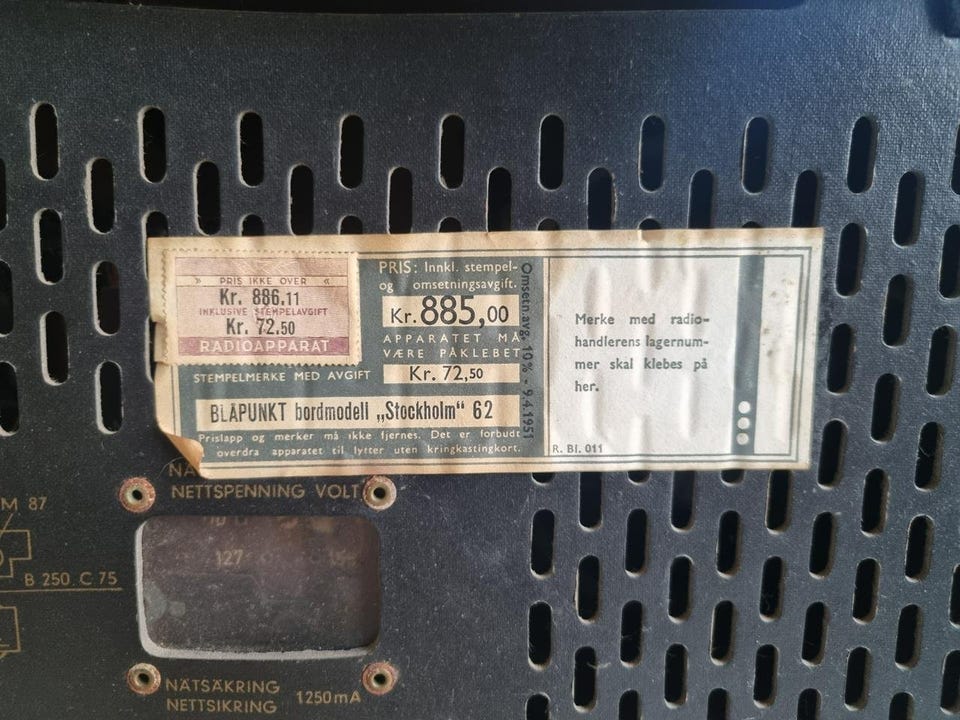 » PRIS IKKE OVER «
Kr. 886.11
INKLUSIVE STEMPELAVGIFT
Kr. 72.50
RADIOAPPARAT
PRIS: Innkl. stempel-
og omsetningsavgift.
Kr. 885,00
APPARATET MÅ
VÆRE PÅKLEBET
STEMPELMERKE MED AVGIFT
Kr. 72,50
BLÅPUNKT bordmodell „Stockholm" 62
Prislapp og merker må ikke fjernes. Det er forbudt
overdra apparatet til lytter uten kringkastingkort.
Omsetn.avg. 10% - 9.4.1951
Merke med radio-
handlerens lagernum-
mer skal klebes på
her.
R. Bl. 011
NETTSPENNING VOLT
M 87
B 250. C 75
127
NÄTSÄKRING
NETTSIKRING
1250mA